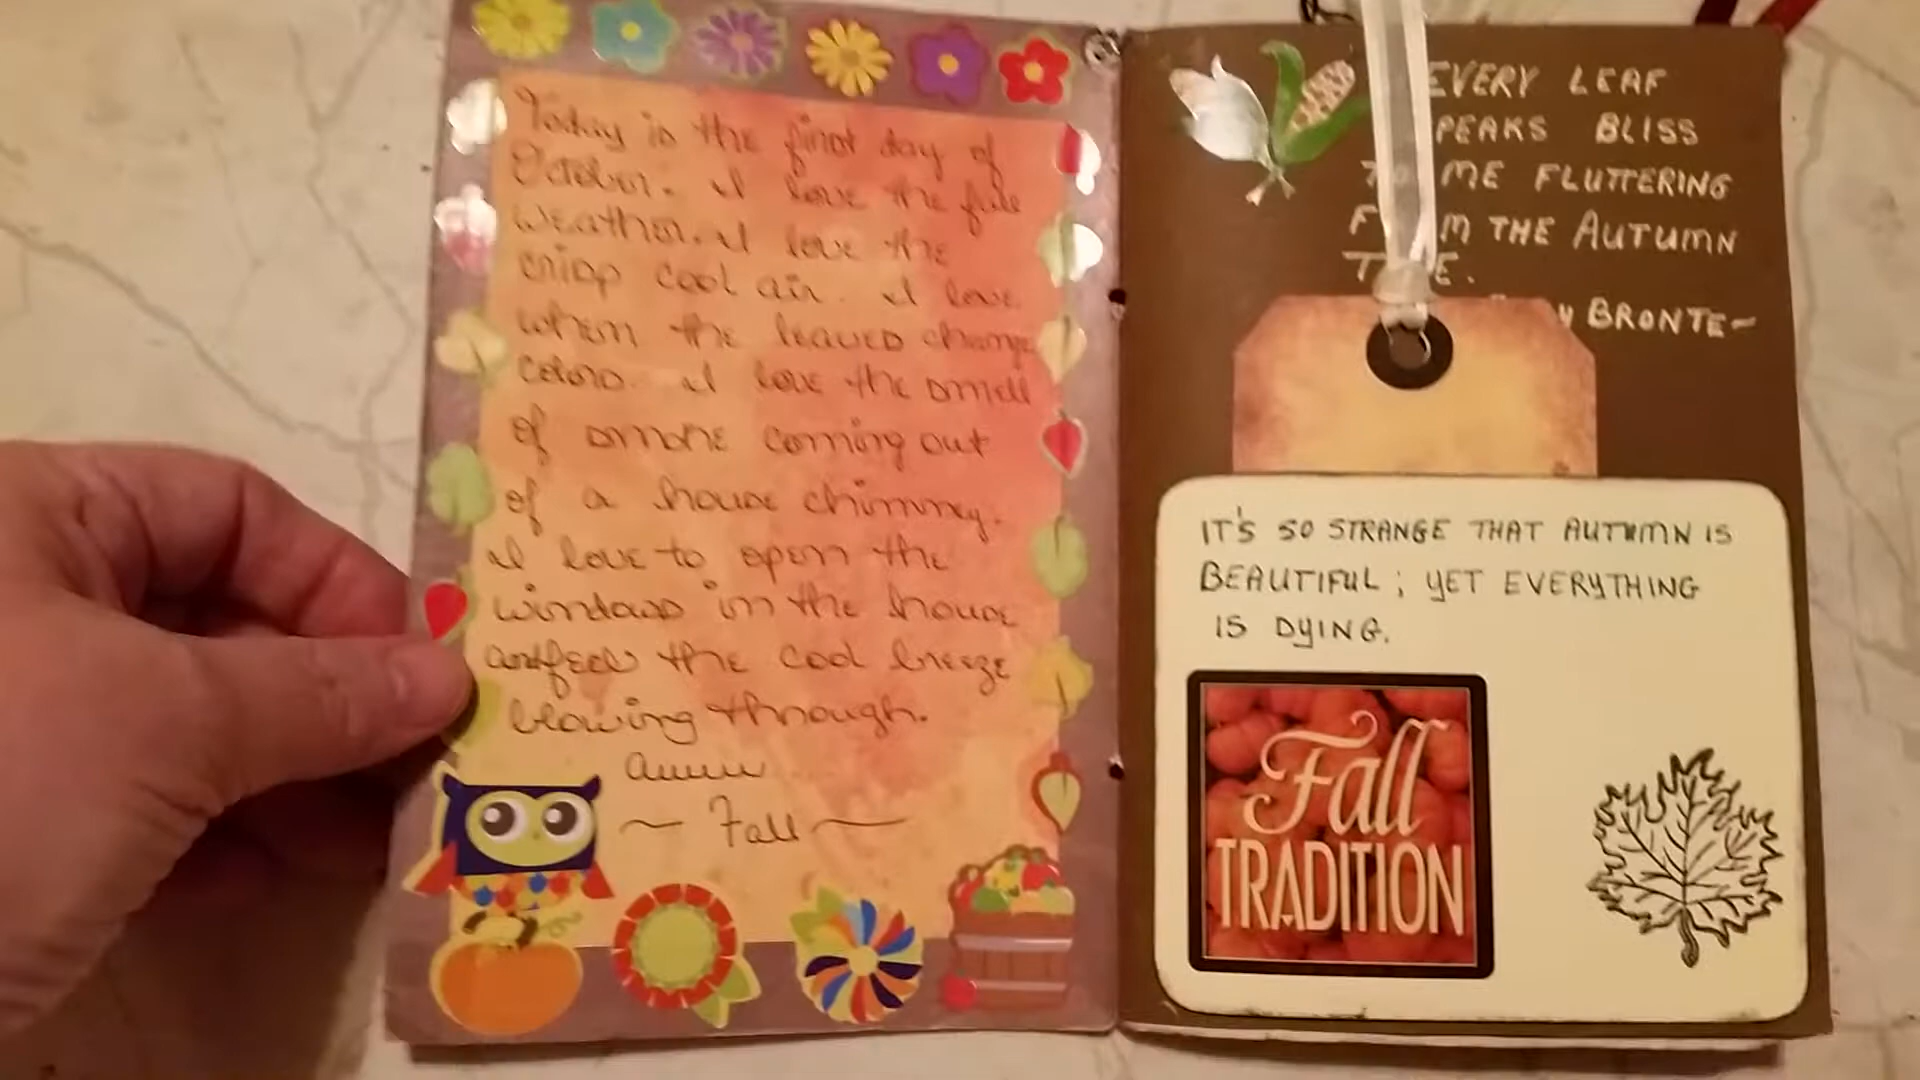 Today is the first day of
October. I love the fall
weather. I love the
crisp cool air. I love
when the leaves change
colors. I love the smell
of smoke coming out
of a house chimney.
I love to open the
windows in the house
and feel the cool breeze
blowing through.
~ Fall ~
EVERY LEAF
PEAKS BLISS
ME FLUTTERING
THE AUTUMN
BRONTE-
IT'S SO STRANGE THAT AUTUMN IS
BEAUTIFUL; YET EVERYTHING
IS DYING.
Fall
TRADITION